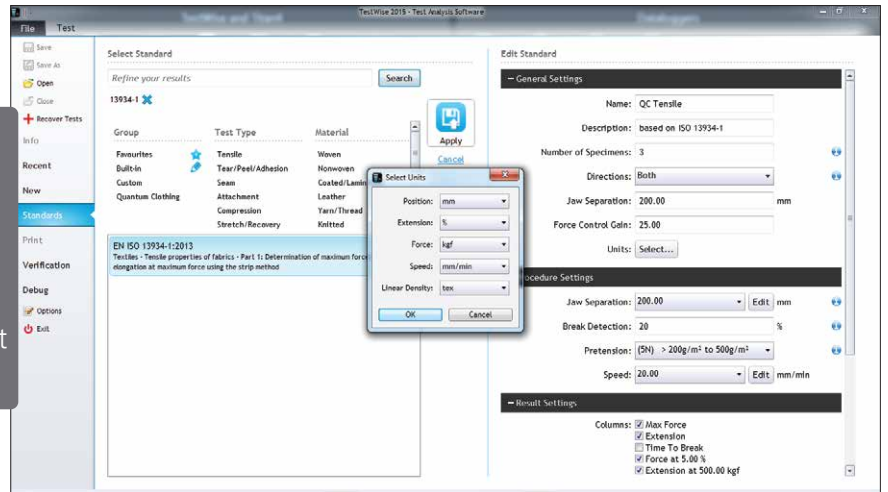 TestWise 2015 - Test Analysis Software
File Test
Save
Save As
Open
Close
Recover Tests
Info
Recent
New
Standards
Print
Verification
Debug
Options
Exit
t
Select Standard
Refine your results
Search
13934-1
Group Test Type Material
Favourites Tensile Woven
Built-in Tear/Peel/Adhesion Nonwoven
Custom Seam Coated/Lamin
Quantum Clothing Attachment Leather
Compression Yarn/Thread
Stretch/Recovery Knitted
Apply
Cancel
EN ISO 13934-1:2013
Textiles - Tensile properties of fabrics - Part 1: Determination of maximum force
elongation at maximum force using the strip method
Select Units
Position: mm
Extension: %
Force: kgf
Speed: mm/min
Linear Density: tex
OK Cancel
Edit Standard
General Settings
Name: QC Tensile
Description: based on ISO 13934-1
Number of Specimens: 3
Directions: Both
Jaw Separation: 200.00 mm
Force Control Gain: 25.00
Units: Select...
ocedure Settings
Jaw Separation: 200.00 Edit mm
Break Detection: 20 %
Pretension: (5N) > 200g/m² to 500g/m²
Speed: 20.00 Edit mm/min
Result Settings
Columns: Max Force
Extension
Time To Break
Force at 5.00 %
Extension at 500.00 kgf